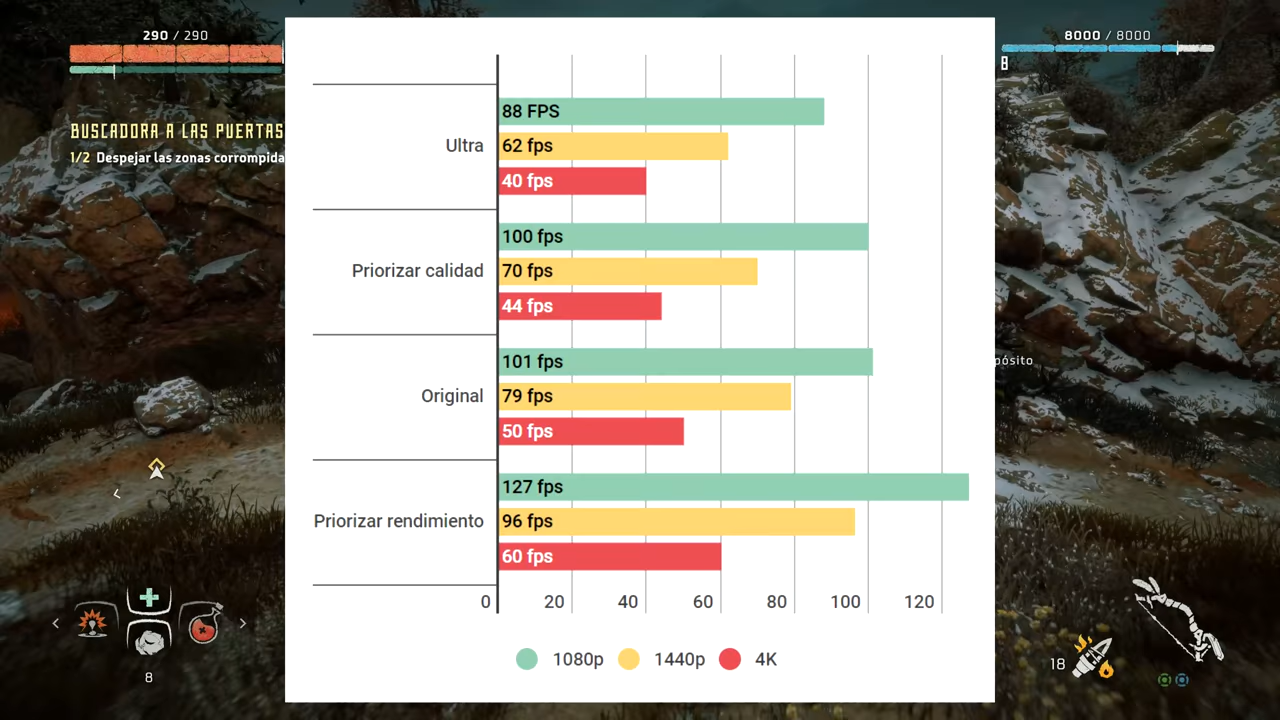 290 / 290
8000 / 8000
8
BUSCADORA A LAS PUERTAS
1/2 Despejar las zonas corrompida
Ultra
88 FPS
62 fps
40 fps
Priorizar calidad
100 fps
70 fps
44 fps
Original
101 fps
79 fps
50 fps
Priorizar rendimiento
127 fps
96 fps
60 fps
0 20 40 60 80 100 120
1080p 1440p 4K
pósito
8
18